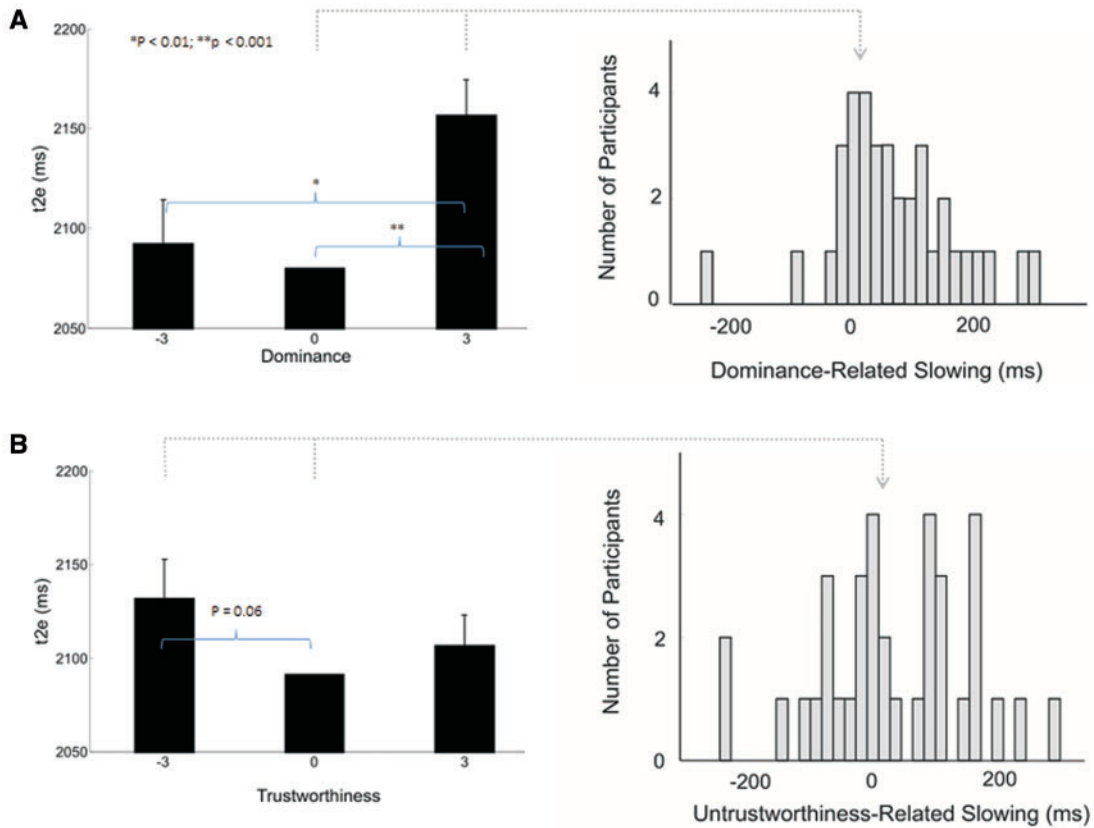 A
2200
2150
2100
2050
t2e (ms)
*P < 0.01; **p < 0.001
*
**
-3 0 3
Dominance
Number of Participants
4
2
0
-200 0 200
Dominance-Related Slowing (ms)
B
2200
2150
2100
2050
t2e (ms)
P = 0.06
-3 0 3
Trustworthiness
Number of Participants
4
2
0
-200 0 200
Untrustworthiness-Related Slowing (ms)